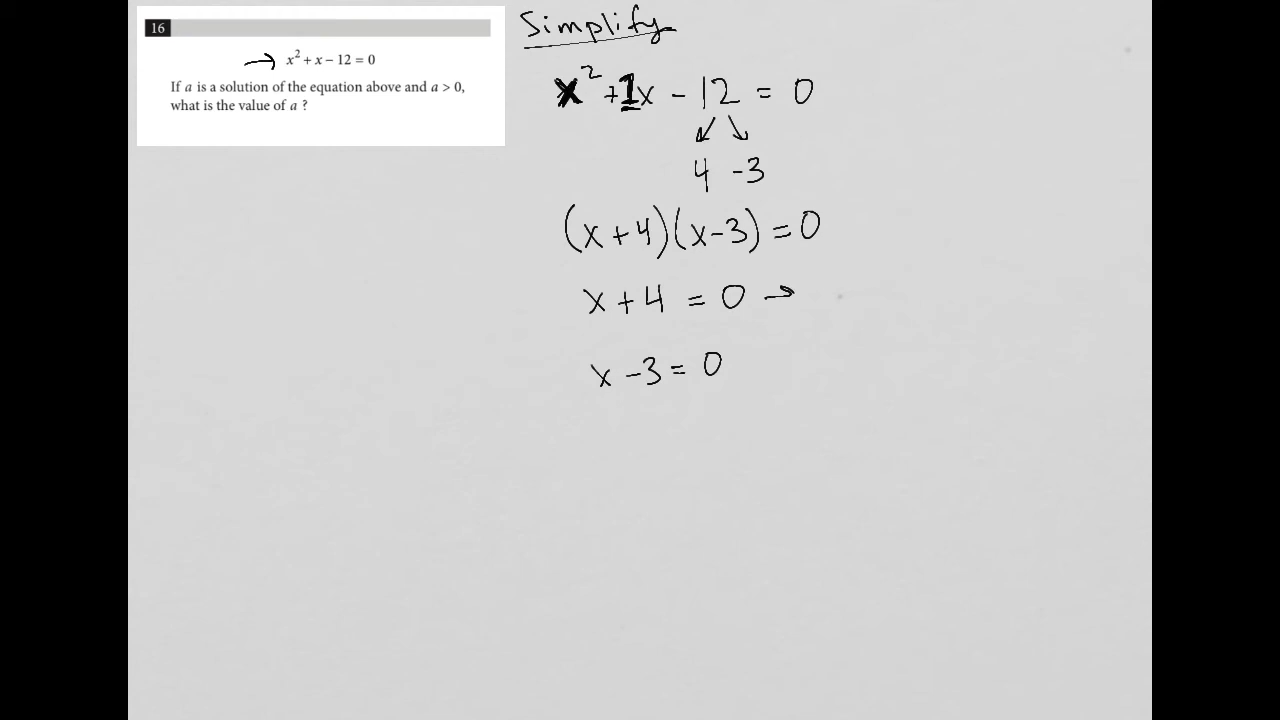 16
→ x² + x − 12 = 0
If a is a solution of the equation above and a > 0,
what is the value of a ?
Simplify
x² + 1x − 12 = 0
4 -3
(x+4)(x-3) = 0
x + 4 = 0 →
x - 3 = 0